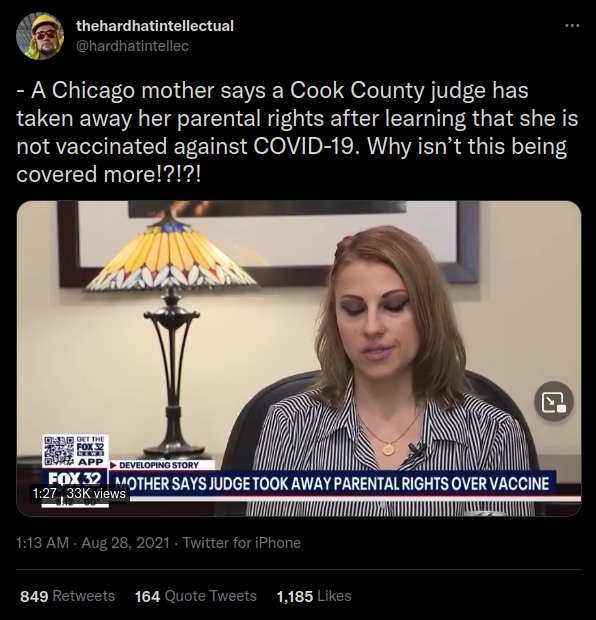 thehardhatintellectual
@hardhatintellec
- A Chicago mother says a Cook County judge has
taken away her parental rights after learning that she is
not vaccinated against COVID-19. Why isn't this being
covered more!?!?!
GET THE
FOX 32
NEWS
APP
DEVELOPING STORY
FOX 32
MOTHER SAYS JUDGE TOOK AWAY PARENTAL RIGHTS OVER VACCINE
1:27 33K views
1:13 AM · Aug 28, 2021 · Twitter for iPhone
849 Retweets 164 Quote Tweets 1,185 Likes